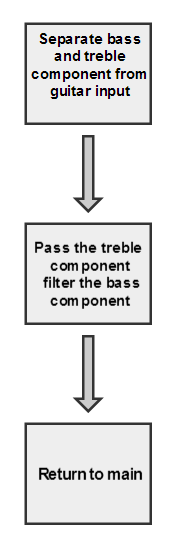 Separate bass
and treble
component from
guitar input
Pass the treble
component
filter the bass
component
Return to main